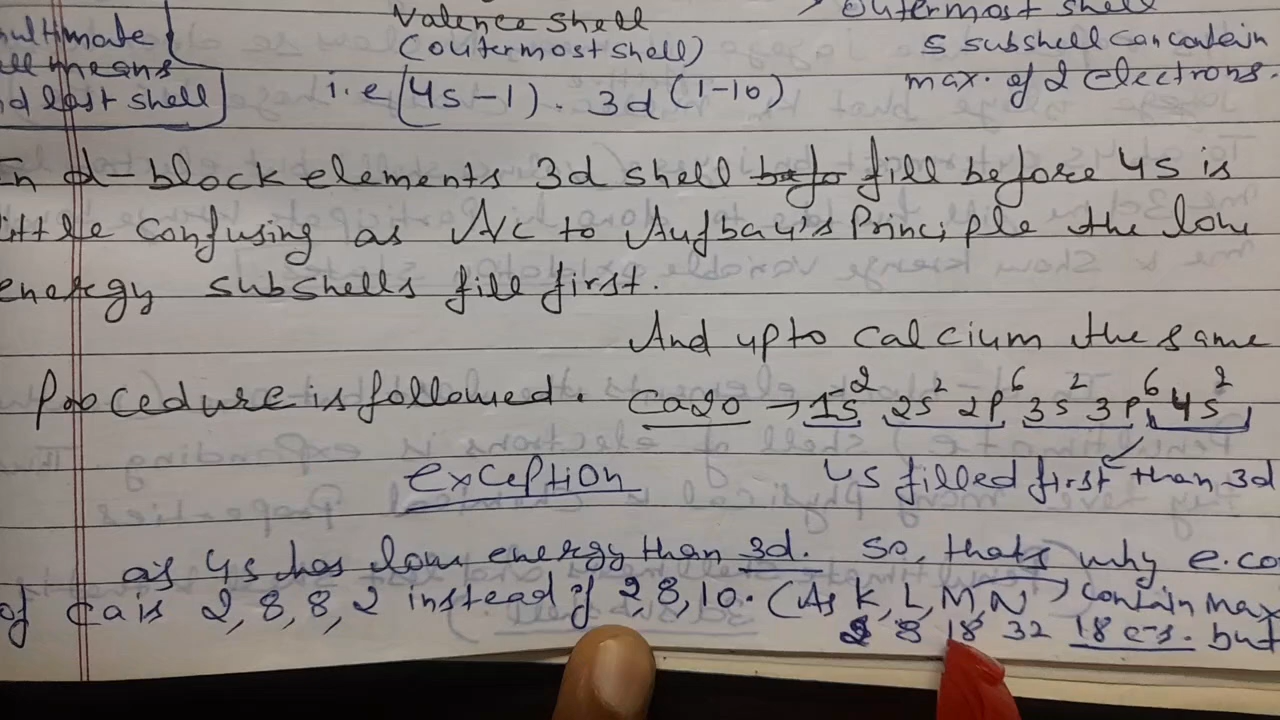 Valence shell
outermost shell
(outermost shell)
s subshell can contain
means
i.e (4s-1). 3d (1-10)
max. of 2 electrons.
last shell
In d-block elements 3d shell befo fill before 4s is
little confusing as A/c to Aufbau's Principle the low
energy subshells fill first.
And upto calcium the same
Procedure is followed. Ca20 → 1s² 2s² 2p⁶ 3s² 3p⁶ 4s²
exception
4s filled first than 3d
as 4s has low energy than 3d. So, thats why e.co
of Ca is 2,8,8,2 instead of 2,8,10. (As K, L, M, N → contain max
2 8 18 32 18 e-s. but